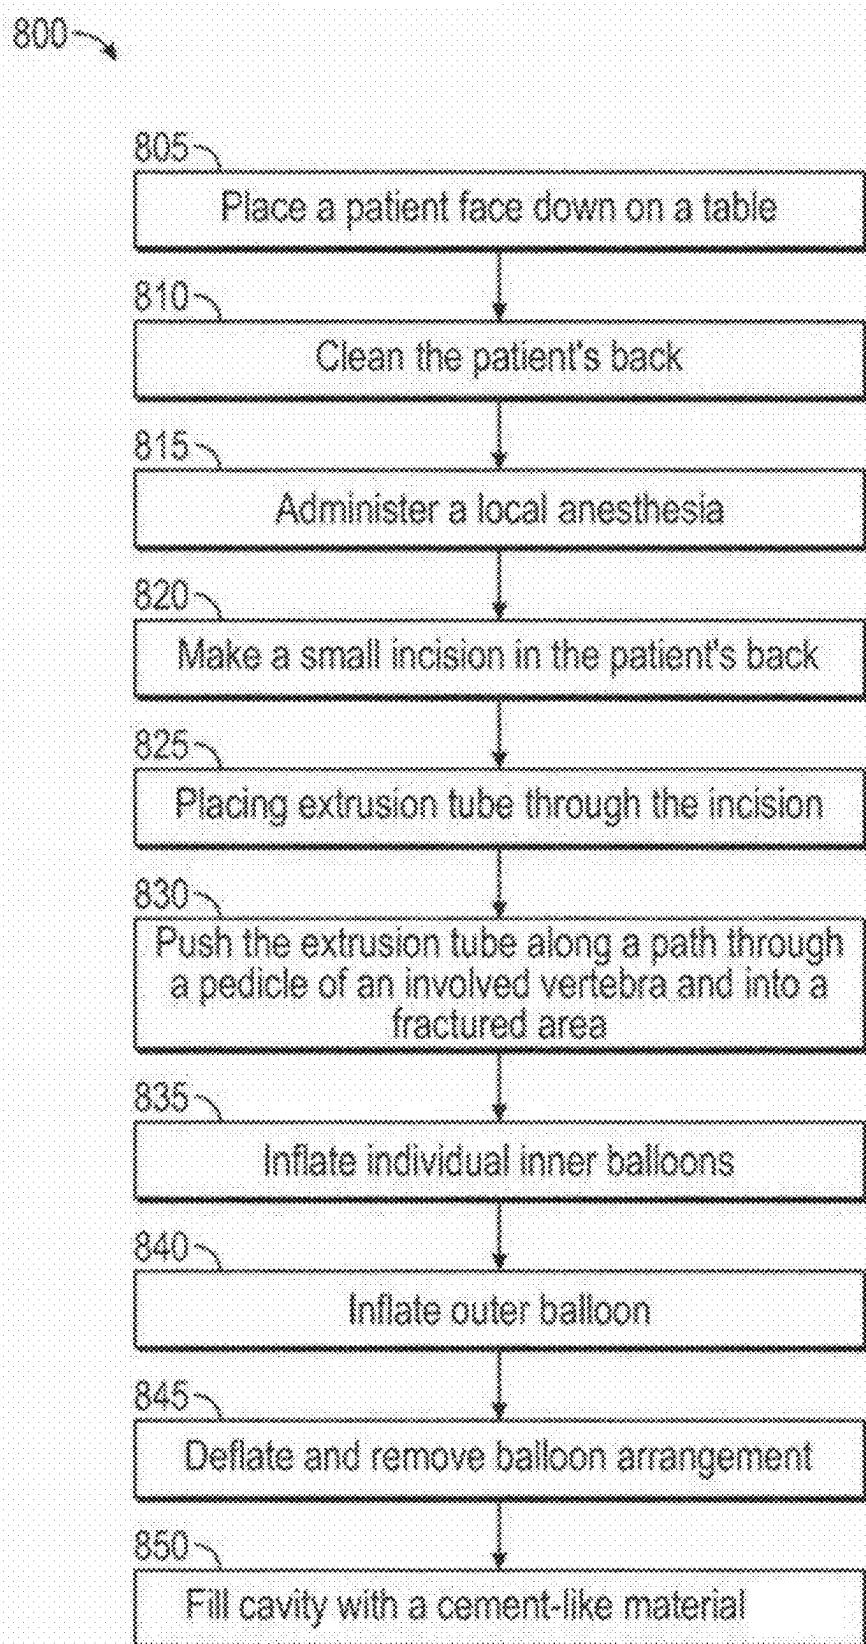 800
805
Place a patient face down on a table
810
Clean the patient's back
815
Administer a local anesthesia
820
Make a small incision in the patient's back
825
Placing extrusion tube through the incision
830
Push the extrusion tube along a path through
a pedicle of an involved vertebra and into a
fractured area
835
Inflate individual inner balloons
840
Inflate outer balloon
845
Deflate and remove balloon arrangement
850
Fill cavity with a cement-like material